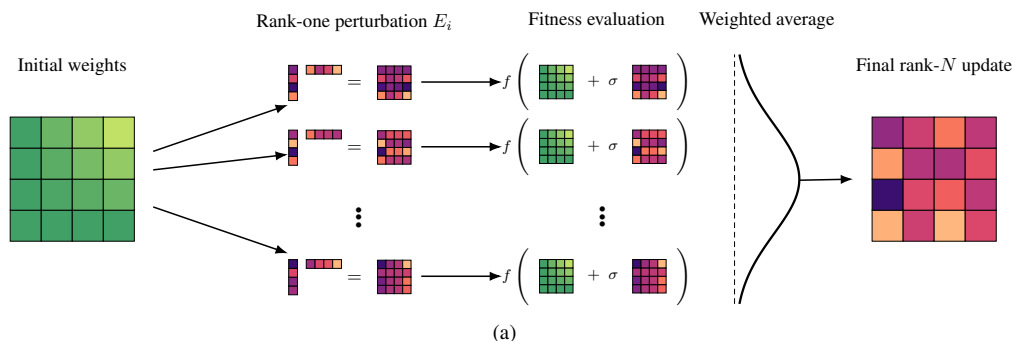 Rank-one perturbation E_i
Fitness evaluation
Weighted average
Initial weights
Final rank-N update
=
f ( + σ )
=
f ( + σ )
=
f ( + σ )
(a)